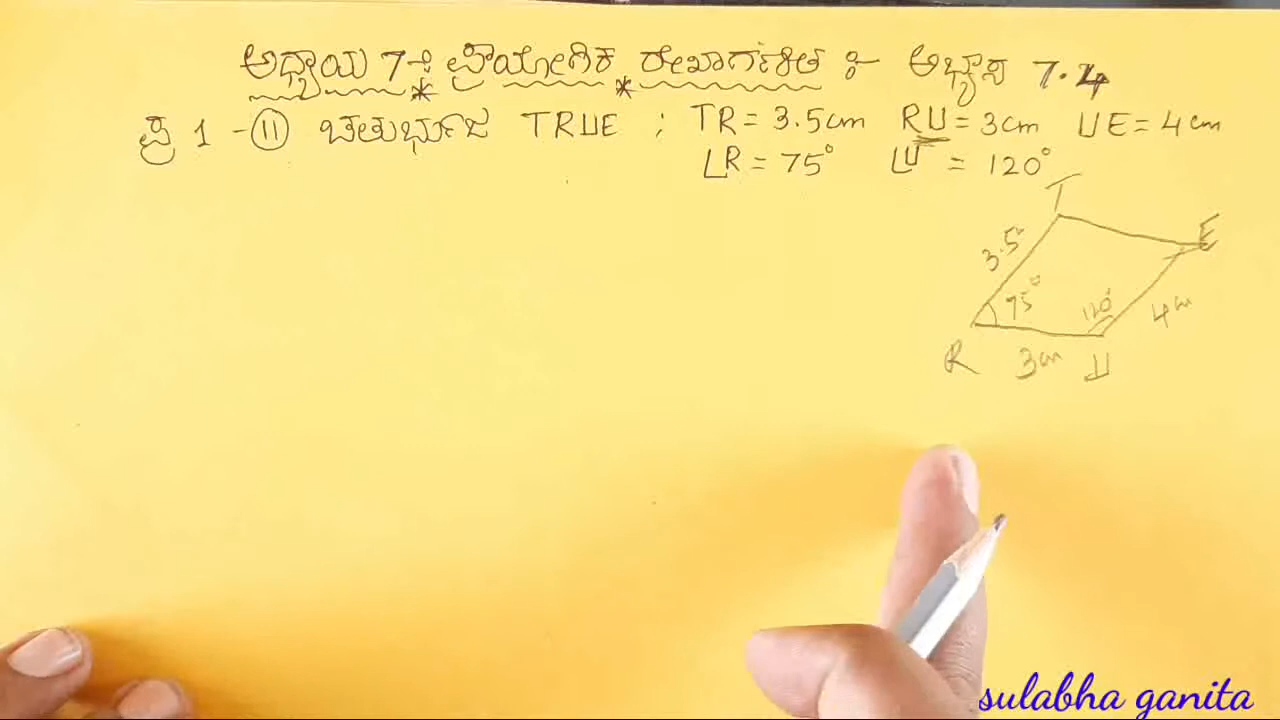 ಅಧ್ಯಾಯ 7 :- ಪ್ರಾಯೋಗಿಕ ರೇಖಾಗಣಿತ :- ಅಭ್ಯಾಸ 7.4
ಪ್ರ 1 - 11 ಚತುರ್ಭುಜ TRUE ; TR = 3.5cm RU = 3cm UE = 4cm
∠R = 75° ∠U = 120°
T
E
3.5
75°
120°
4cm
R 3cm U
sulabha ganita